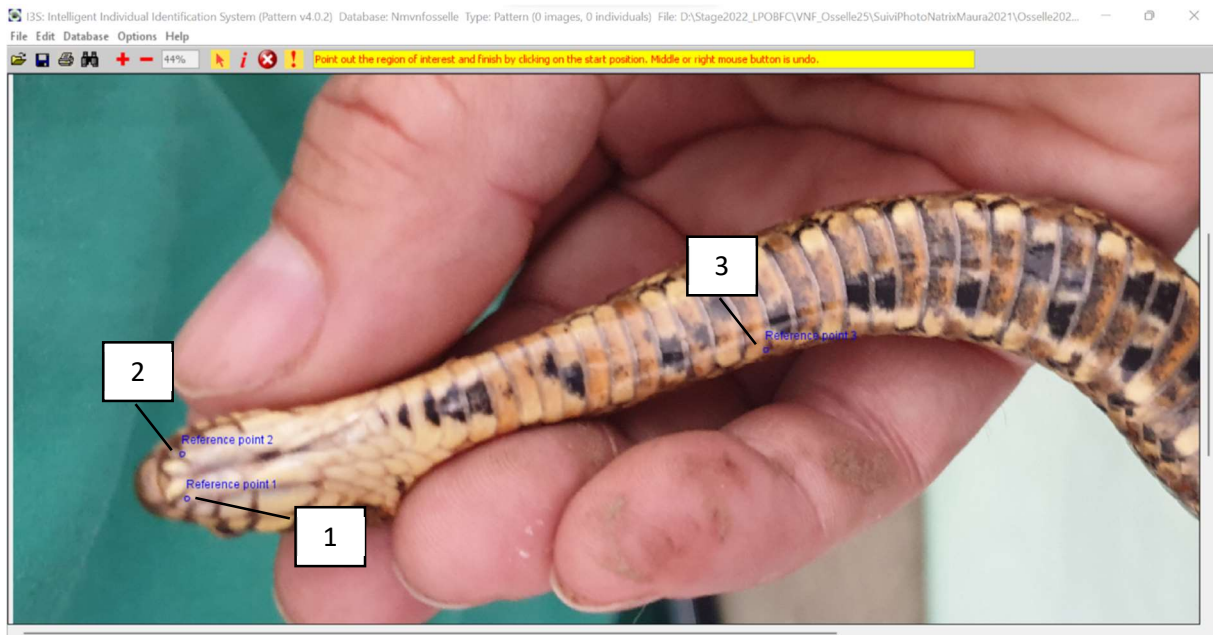 I3S: Intelligent Individual Identification System (Pattern v4.0.2) Database: Nmvnfosselle Type: Pattern (0 images, 0 individuals) File: D:\Stage2022_LPOBFC\VNF_Osselle25\SuiviPhotoNatrixMaura2021\Osselle202...
File Edit Database Options Help
44% Point out the region of interest and finish by clicking on the start position. Middle or right mouse button is undo.
3
Reference point 3
2
Reference point 2
Reference point 1
1